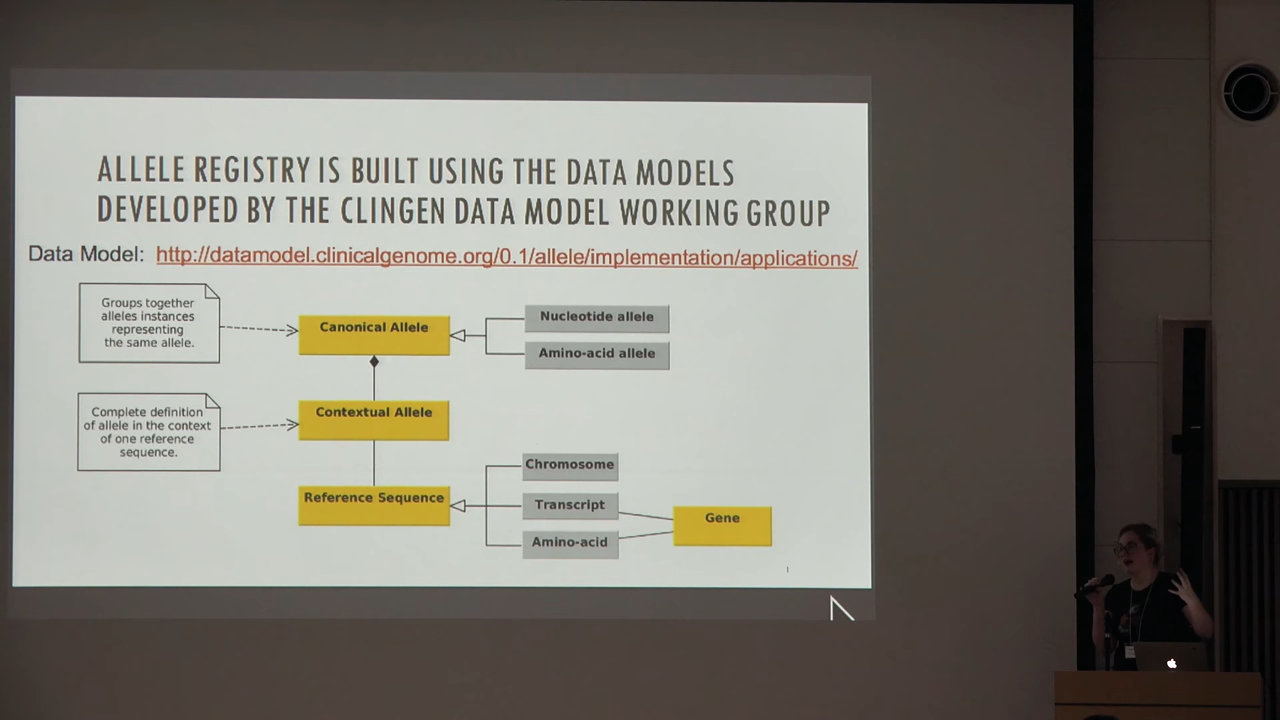 ALLELE REGISTRY IS BUILT USING THE DATA MODELS
DEVELOPED BY THE CLINGEN DATA MODEL WORKING GROUP
Data Model: http://datamodel.clinicalgenome.org/0.1/allele/implementation/applications/
Groups together
alleles instances
representing
the same allele.
Canonical Allele
Nucleotide allele
Amino-acid allele
Complete definition
of allele in the context
of one reference
sequence.
Contextual Allele
Reference Sequence
Chromosome
Transcript
Amino-acid
Gene